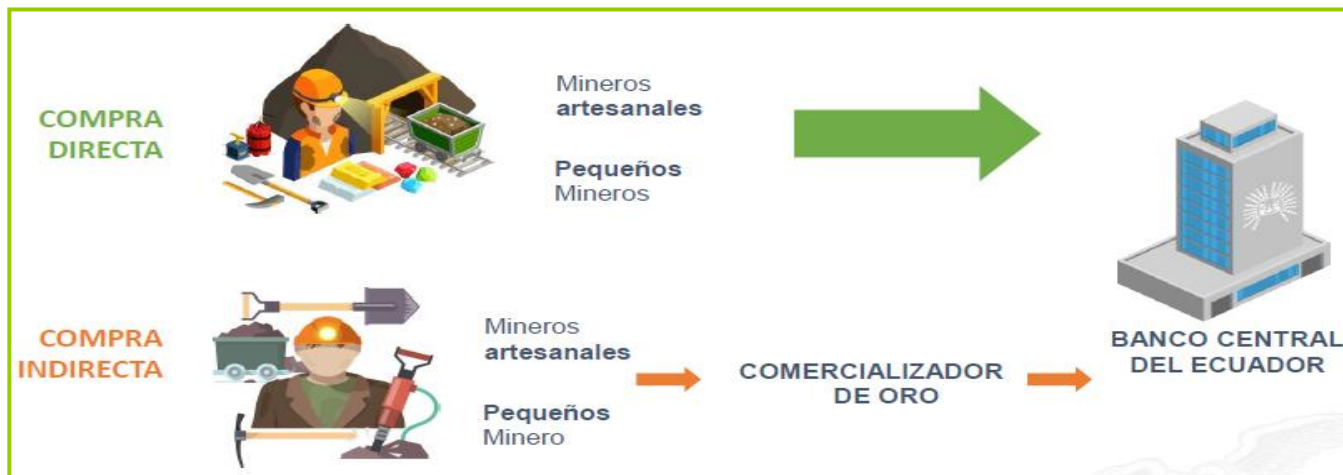 COMPRA
DIRECTA
Mineros
artesanales
Pequeños
Mineros
COMPRA
INDIRECTA
Mineros
artesanales
Pequeños
Minero
COMERCIALIZADOR
DE ORO
BANCO CENTRAL
DEL ECUADOR